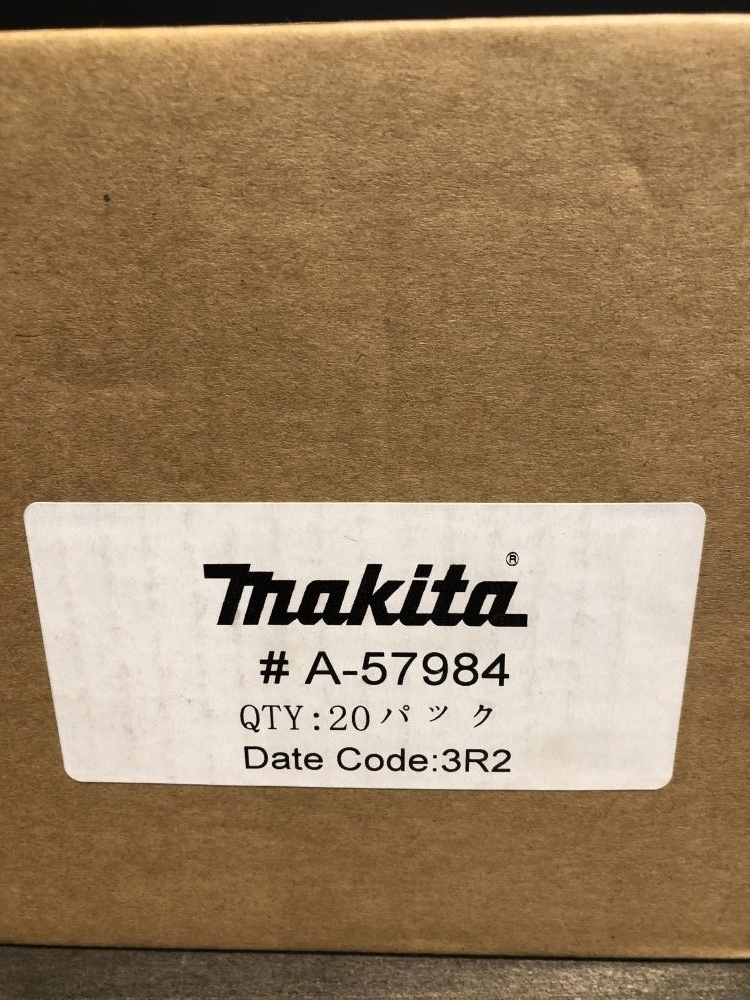 makita®
# A-57984
QTY:20パック
Date Code:3R2